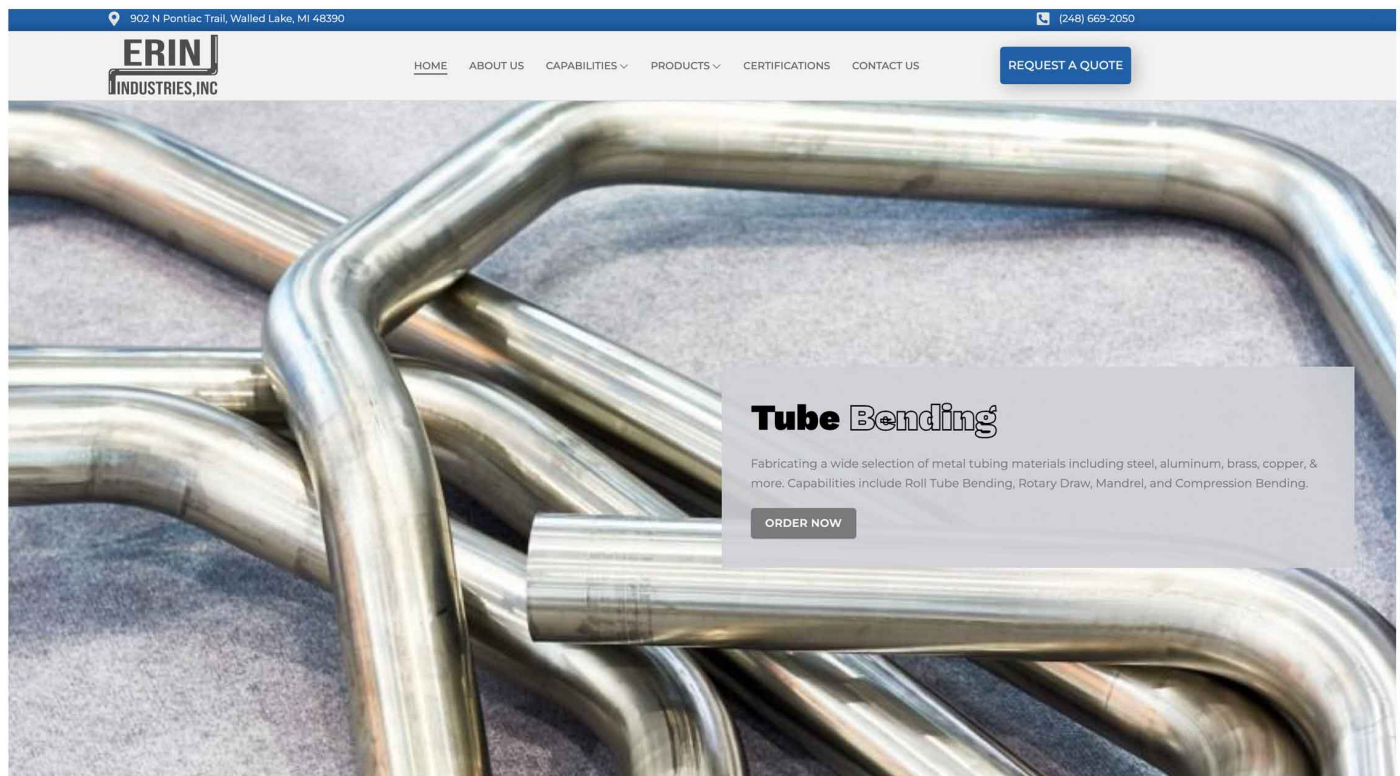 902 N Pontiac Trail, Walled Lake, MI 48390
(248) 669-2050
ERIN
INDUSTRIES,INC
HOME
ABOUT US
CAPABILITIES
PRODUCTS
CERTIFICATIONS
CONTACT US
REQUEST A QUOTE
Tube Bending
Fabricating a wide selection of metal tubing materials including steel, aluminum, brass, copper, &
more. Capabilities include Roll Tube Bending, Rotary Draw, Mandrel, and Compression Bending.
ORDER NOW